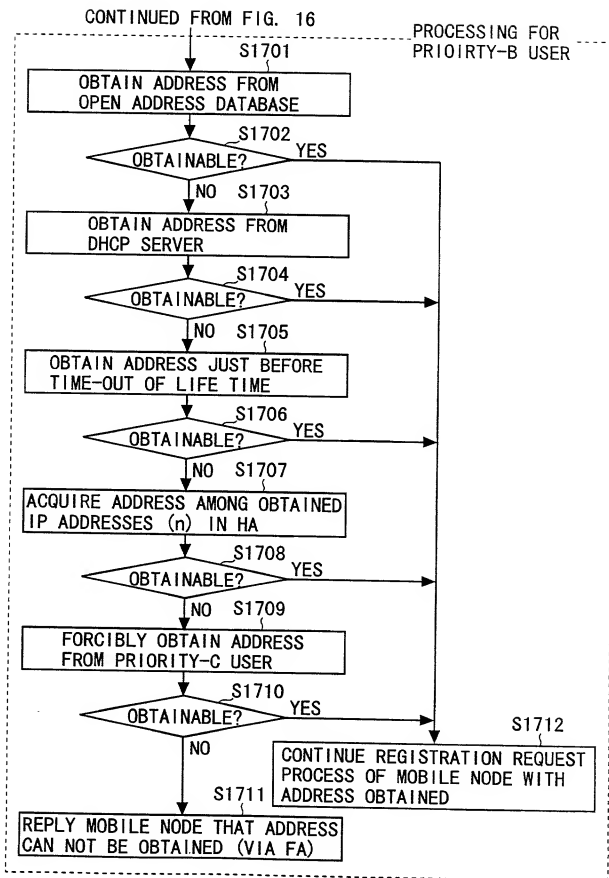 CONTINUED FROM FIG. 16
PROCESSING FOR
PRIOIRTY-B USER
S1701
OBTAIN ADDRESS FROM
OPEN ADDRESS DATABASE
S1702
OBTAINABLE?
YES
NO
S1703
OBTAIN ADDRESS FROM
DHCP SERVER
S1704
OBTAINABLE?
YES
NO
S1705
OBTAIN ADDRESS JUST BEFORE
TIME-OUT OF LIFE TIME
S1706
OBTAINABLE?
YES
NO
S1707
ACQUIRE ADDRESS AMONG OBTAINED
IP ADDRESSES (n) IN HA
S1708
OBTAINABLE?
YES
NO
S1709
FORCIBLY OBTAIN ADDRESS
FROM PRIORITY-C USER
S1710
OBTAINABLE?
YES
NO
S1712
CONTINUE REGISTRATION REQUEST
PROCESS OF MOBILE NODE WITH
ADDRESS OBTAINED
S1711
REPLY MOBILE NODE THAT ADDRESS
CAN NOT BE OBTAINED (VIA FA)